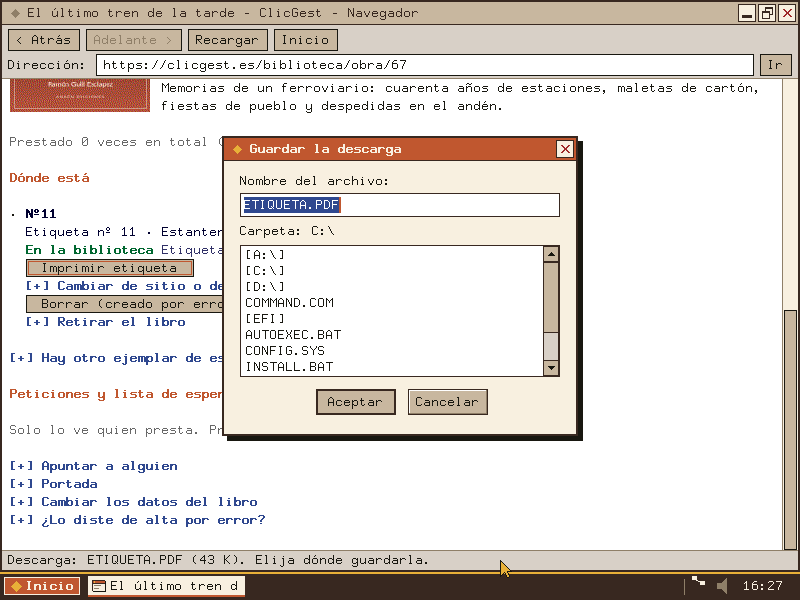 El último tren de la tarde - ClicGest - Navegador
< Atrás
Adelante >
Recargar
Inicio
Dirección:
https://clicgest.es/biblioteca/obra/67
Ir
Ramón Guill Esclapez
Memorias de un ferroviario: cuarenta años de estaciones, maletas de cartón,
fiestas de pueblo y despedidas en el andén.
Prestado 0 veces en total (
Dónde está
· Nº11
Etiqueta nº 11 · Estanter
En la biblioteca Etiqueta
Imprimir etiqueta
[+] Cambiar de sitio o de
Borrar (creado por erro
[+] Retirar el libro
[+] Hay otro ejemplar de es
Peticiones y lista de esper
Solo lo ve quien presta. Pr
[+] Apuntar a alguien
[+] Portada
[+] Cambiar los datos del libro
[+] ¿Lo diste de alta por error?
Guardar la descarga
Nombre del archivo:
ETIQUETA.PDF
Carpeta: C:\
[A:\]
[C:\]
[D:\]
COMMAND.COM
[EFI]
AUTOEXEC.BAT
CONFIG.SYS
INSTALL.BAT
Aceptar
Cancelar
Descarga: ETIQUETA.PDF (43 K). Elija dónde guardarla.
Inicio
El último tren d
16:27